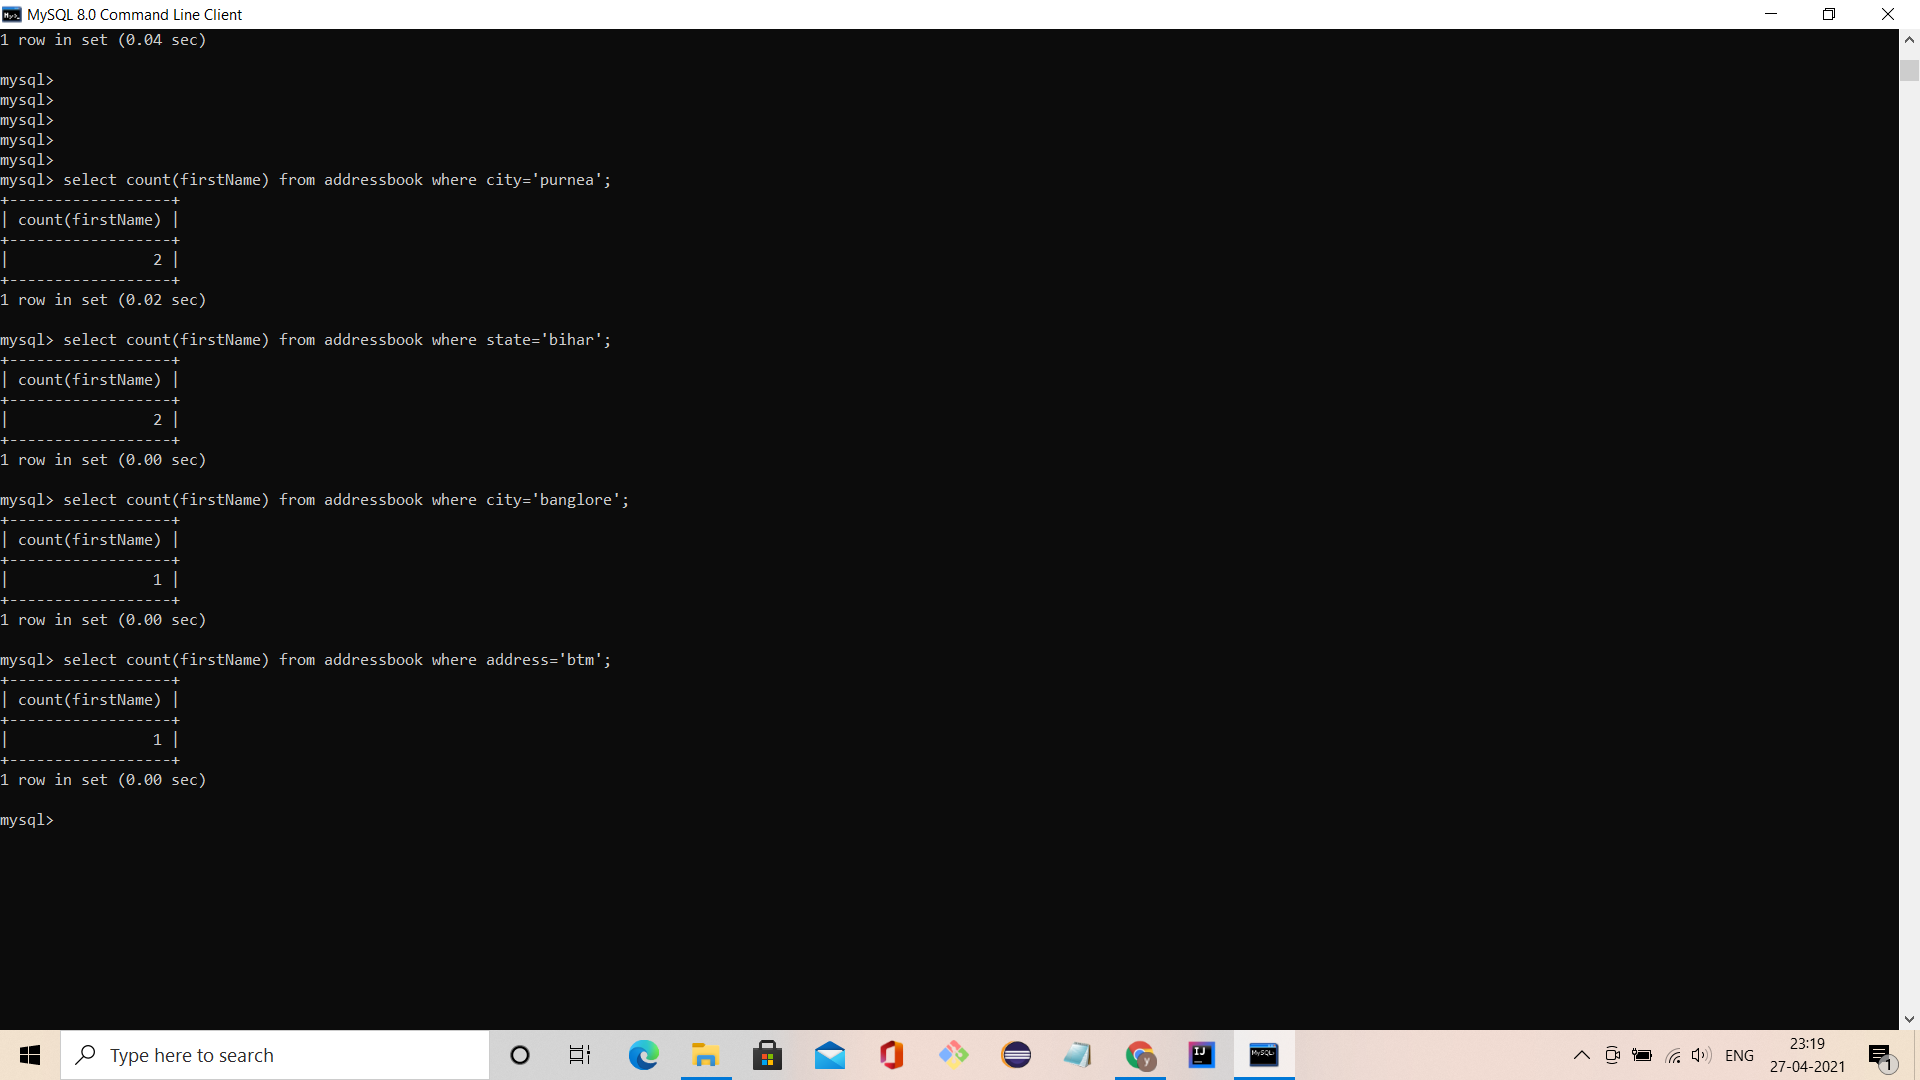 MySQL 8.0 Command Line Client
1 row in set (0.04 sec)
mysql>
mysql>
mysql>
mysql>
mysql>
mysql> select count(firstName) from addressbook where city='purnea';
+------------------+
| count(firstName) |
+------------------+
|                2 |
+------------------+
1 row in set (0.02 sec)
mysql> select count(firstName) from addressbook where state='bihar';
+------------------+
| count(firstName) |
+------------------+
|                2 |
+------------------+
1 row in set (0.00 sec)
mysql> select count(firstName) from addressbook where city='banglore';
+------------------+
| count(firstName) |
+------------------+
|                1 |
+------------------+
1 row in set (0.00 sec)
mysql> select count(firstName) from addressbook where address='btm';
+------------------+
| count(firstName) |
+------------------+
|                1 |
+------------------+
1 row in set (0.00 sec)
mysql>
Type here to search
y
IJ
MySQL
ENG
23:19
27-04-2021
1